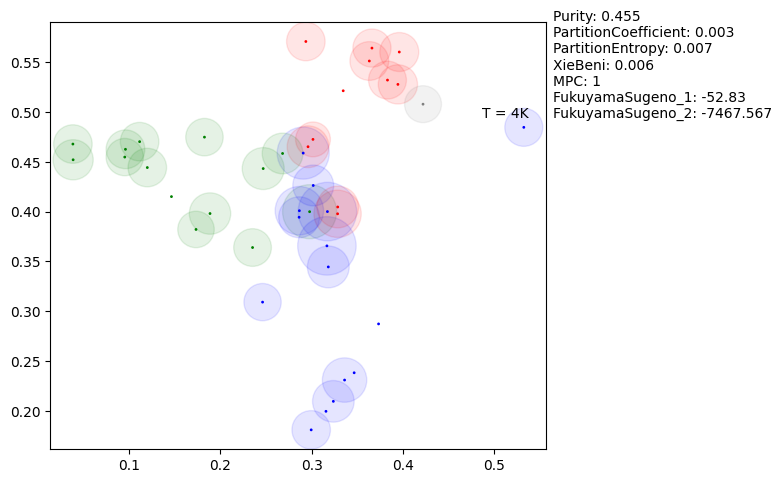 Purity: 0.455
PartitionCoefficient: 0.003
PartitionEntropy: 0.007
XieBeni: 0.006
MPC: 1
FukuyamaSugeno_1: -52.83
FukuyamaSugeno_2: -7467.567
T = 4K
0.55
0.50
0.45
0.40
0.35
0.30
0.25
0.20
0.1 0.2 0.3 0.4 0.5